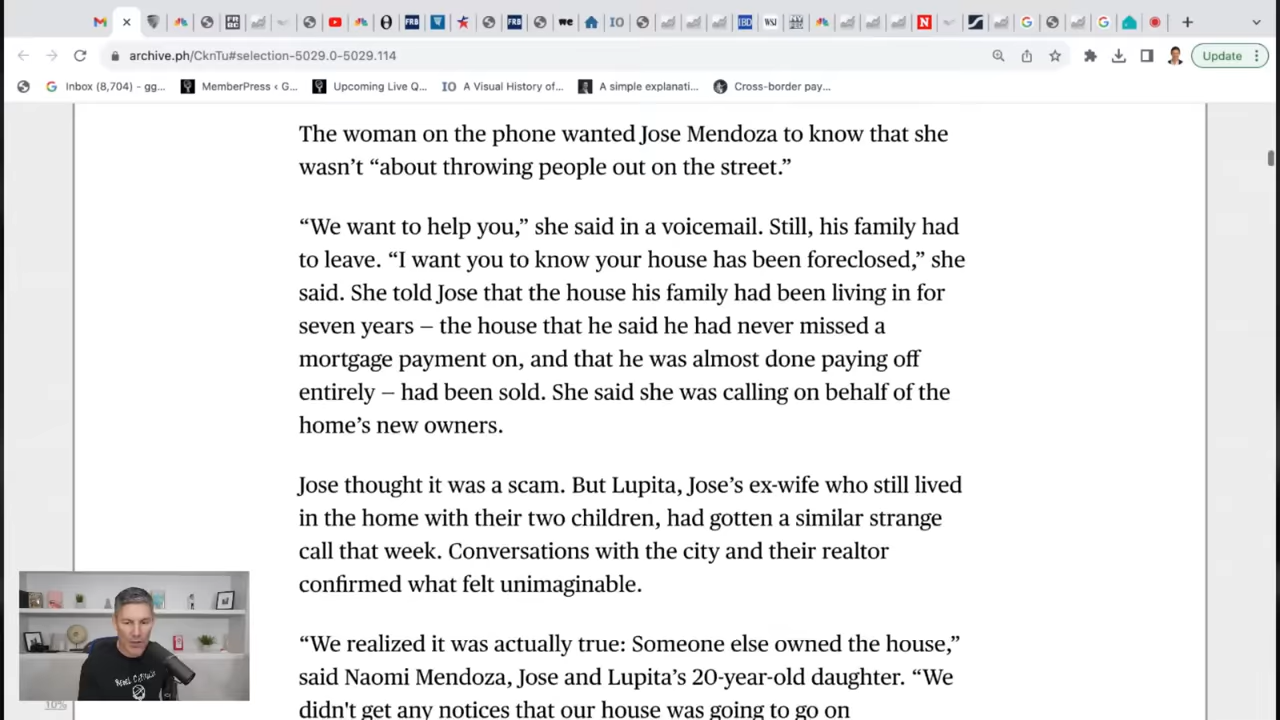 FRB
FRB
we
IO
IBD
WSJ
N
G
G
archive.ph/CknTu#selection-5029.0-5029.114
Update
Inbox (8,704) - gg...
MemberPress ‹ G...
Upcoming Live Q...
IO A Visual History of...
A simple explanati...
Cross-border pay...
The woman on the phone wanted Jose Mendoza to know that she
wasn’t “about throwing people out on the street.”
“We want to help you,” she said in a voicemail. Still, his family had
to leave. “I want you to know your house has been foreclosed,” she
said. She told Jose that the house his family had been living in for
seven years – the house that he said he had never missed a
mortgage payment on, and that he was almost done paying off
entirely – had been sold. She said she was calling on behalf of the
home’s new owners.
Jose thought it was a scam. But Lupita, Jose’s ex-wife who still lived
in the home with their two children, had gotten a similar strange
call that week. Conversations with the city and their realtor
confirmed what felt unimaginable.
“We realized it was actually true: Someone else owned the house,”
said Naomi Mendoza, Jose and Lupita’s 20-year-old daughter. “We
didn't get any notices that our house was going to go on
10%